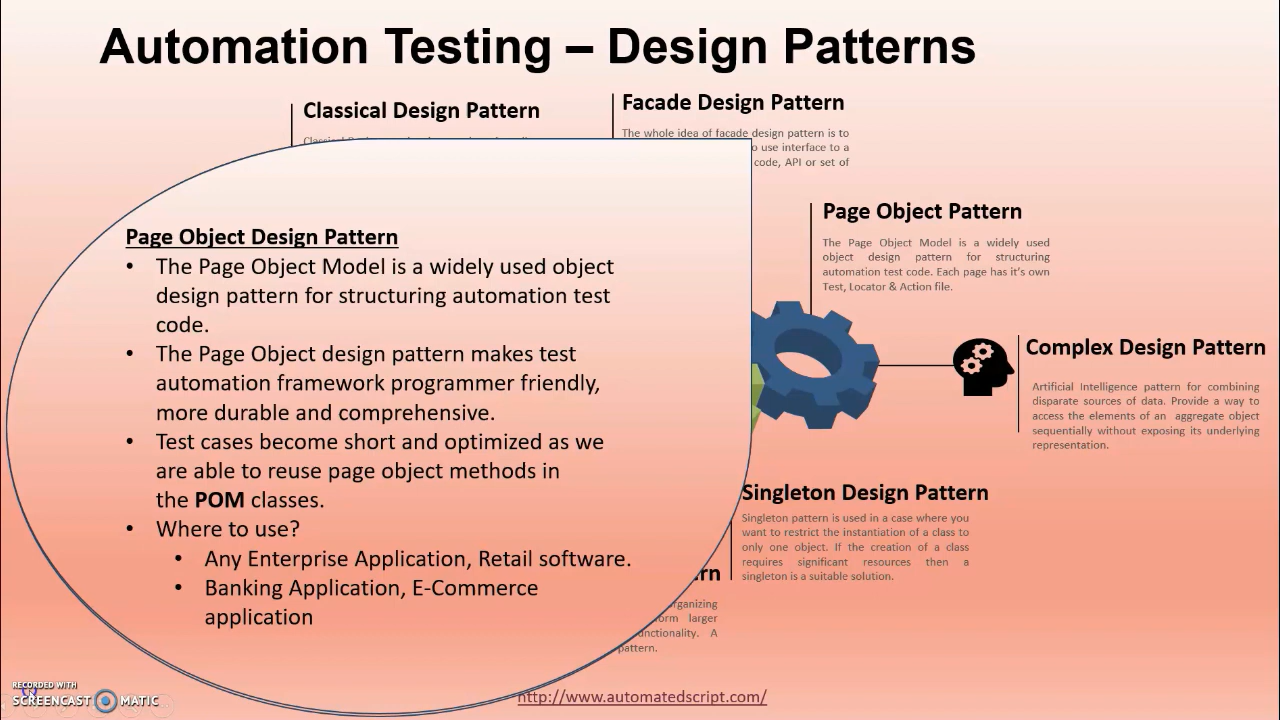 Automation Testing – Design Patterns
Classical Design Pattern
Facade Design Pattern
The whole idea of facade design pattern is to
use interface to a
code, API or set of
Page Object Pattern
The Page Object Model is a widely used
object design pattern for structuring
automation test code. Each page has it's own
Test, Locator & Action file.
Page Object Design Pattern
• The Page Object Model is a widely used object
design pattern for structuring automation test
code.
• The Page Object design pattern makes test
automation framework programmer friendly,
more durable and comprehensive.
• Test cases become short and optimized as we
are able to reuse page object methods in
the POM classes.
• Where to use?
• Any Enterprise Application, Retail software.
• Banking Application, E-Commerce
application
Complex Design Pattern
Artificial Intelligence pattern for combining
disparate sources of data. Provide a way to
access the elements of an aggregate object
sequentially without exposing its underlying
representation.
Singleton Design Pattern
Singleton pattern is used in a case where you
want to restrict the instantiation of a class to
only one object. If the creation of a class
requires significant resources then a
singleton is a suitable solution.
larger
A
pattern.
http://www.automatedscript.com/
RECORDED WITH
SCREENCAST MATIC